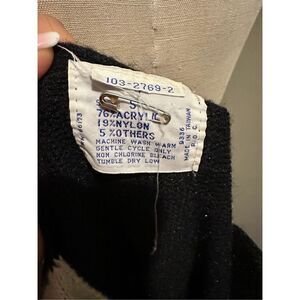 103-2769-2
76%ACRYLIC
19%NYLON
5%OTHERS
MACHINE WASH WARM
GENTLE CYCLE ONLY
NON CHLORINE BLEACH
TUMBLE DRY LOW
9336
MADE IN TAIWAN
R.O.C.